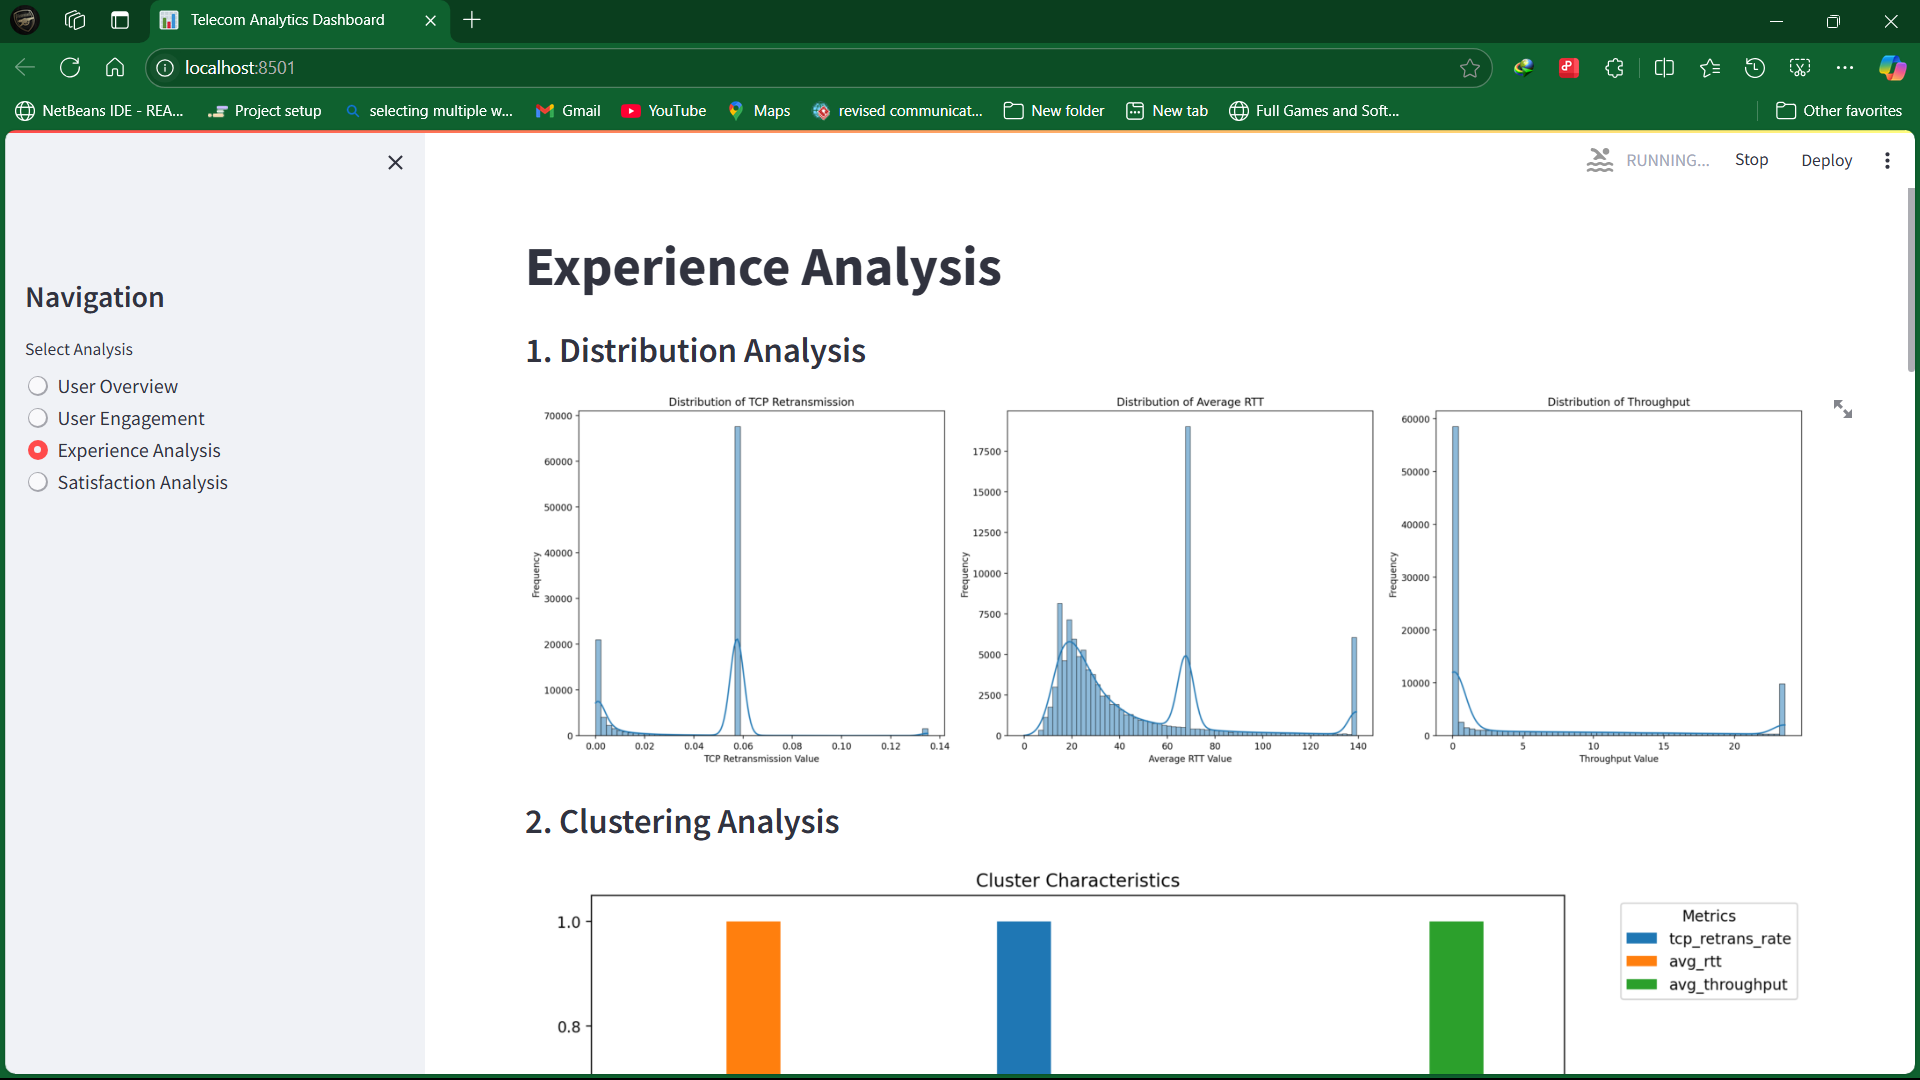 Telecom Analytics Dashboard
localhost:8501
NetBeans IDE - REA...
Project setup
selecting multiple w...
Gmail
YouTube
Maps
revised communicat...
New folder
New tab
Full Games and Soft...
Other favorites
RUNNING...
Stop
Deploy
Navigation
Select Analysis
User Overview
User Engagement
Experience Analysis
Satisfaction Analysis
Experience Analysis
1. Distribution Analysis
Distribution of TCP Retransmission
70000
60000
50000
40000
30000
20000
10000
0
Frequency
0.00 0.02 0.04 0.06 0.08 0.10 0.12 0.14
TCP Retransmission Value
Distribution of Average RTT
17500
15000
12500
10000
7500
5000
2500
0
Frequency
0 20 40 60 80 100 120 140
Average RTT Value
Distribution of Throughput
60000
50000
40000
30000
20000
10000
0
Frequency
0 5 10 15 20
Throughput Value
2. Clustering Analysis
Cluster Characteristics
1.0
0.8
Metrics
tcp_retrans_rate
avg_rtt
avg_throughput